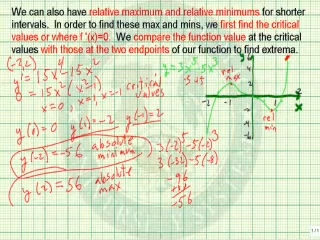 We can also have relative maximum and relative minimums for shorter
intervals. In order to find these max and mins, we first find the critical
values or where f '(x)=0. We compare the function value at the critical
values with those at the two endpoints of our function to find extrema.
(-2,2)
y' = 15x⁴ - 15x²
y' = 15x²(x²-1)
x=0, x=1, x=-1 critical values
y(0)=0 y(1)=-2 y(-1)=2
y(-2)=-56 absolute minimum
y(2)=56 absolute max
y=3x⁵-5x³
3(-2)⁵-5(-2)³
3(-32)-5(-8)
-96
-56
rel max
-3 -1 1 3
rel min